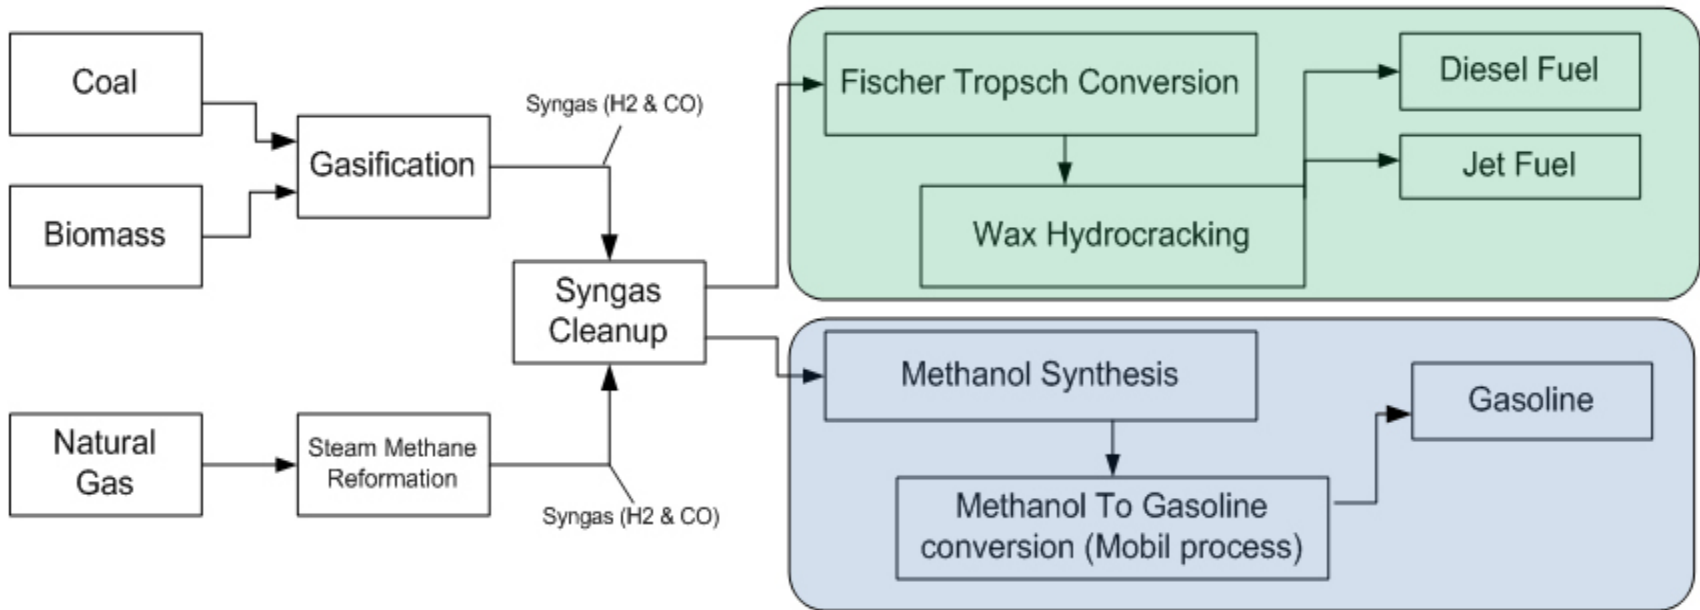 Coal
Biomass
Natural
Gas
Gasification
Steam Methane
Reformation
Syngas (H2 & CO)
Syngas
Cleanup
Syngas (H2 & CO)
Fischer Tropsch Conversion
Wax Hydrocracking
Diesel Fuel
Jet Fuel
Methanol Synthesis
Methanol To Gasoline
conversion (Mobil process)
Gasoline